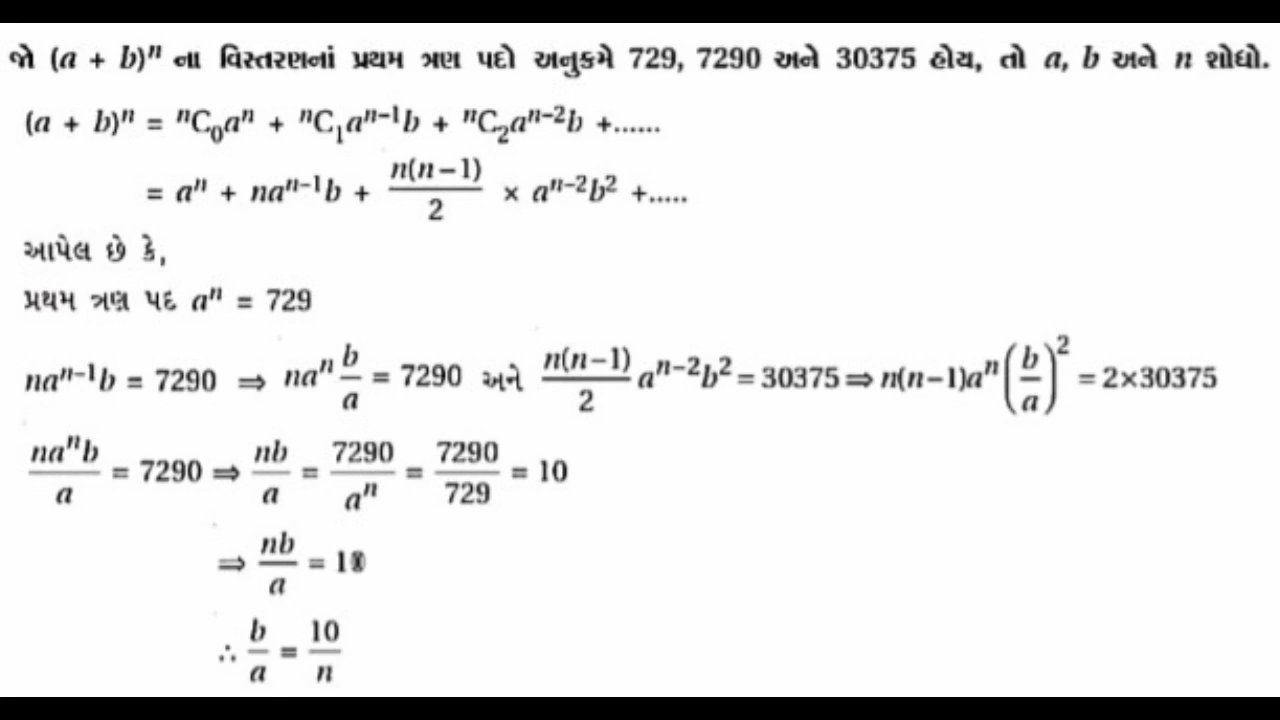 જો (a + b)ⁿ ના વિસ્તરણનાં પ્રથમ ત્રણ પદો અનુક્રમે 729, 7290 અને 30375 હોય, તો a, b અને n શોધો.
(a + b)ⁿ = ⁿC₀aⁿ + ⁿC₁aⁿ⁻¹b + ⁿC₂aⁿ⁻²b +......
= aⁿ + naⁿ⁻¹b + n(n−1)/2 × aⁿ⁻²b² +.....
આપેલ છે કે,
પ્રથમ ત્રણ પદ aⁿ = 729
naⁿ⁻¹b = 7290 ⇒ naⁿ b/a = 7290 અને n(n−1)/2 aⁿ⁻²b² = 30375 ⇒ n(n−1)aⁿ(b/a)² = 2×30375
naⁿb/a = 7290 ⇒ nb/a = 7290/aⁿ = 7290/729 = 10
⇒ nb/a = 10
∴ b/a = 10/n